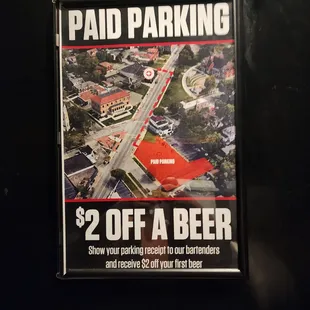 PAID PARKING
PAID PARKING
$2 OFF A BEER
Show your parking receipt to our bartenders
and receive $2 off your first beer